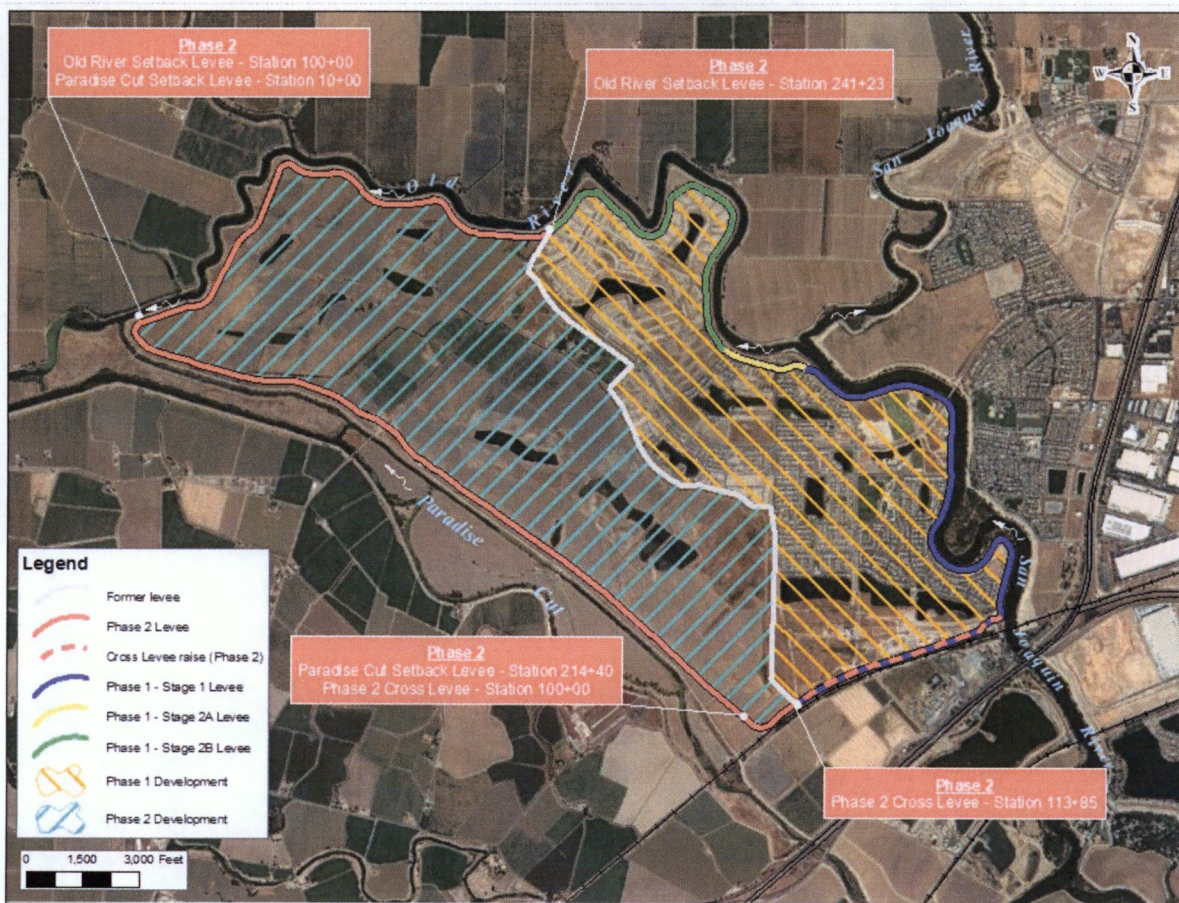 Phase 2
Old River Setback Levee - Station 100+00
Paradise Cut Setback Levee - Station 10+00
Phase 2
Old River Setback Levee - Station 241+23
N
W E
S
San Joaquin River
Old River
Paradise Cut
San Joaquin River
Legend
Former levee
Phase 2 Levee
Cross Levee raise (Phase 2)
Phase 1 - Stage 1 Levee
Phase 1 - Stage 2A Levee
Phase 1 - Stage 2B Levee
Phase 1 Development
Phase 2 Development
0 1,500 3,000 Feet
Phase 2
Paradise Cut Setback Levee - Station 214+40
Phase 2 Cross Levee - Station 100+00
Phase 2
Phase 2 Cross Levee - Station 113+85